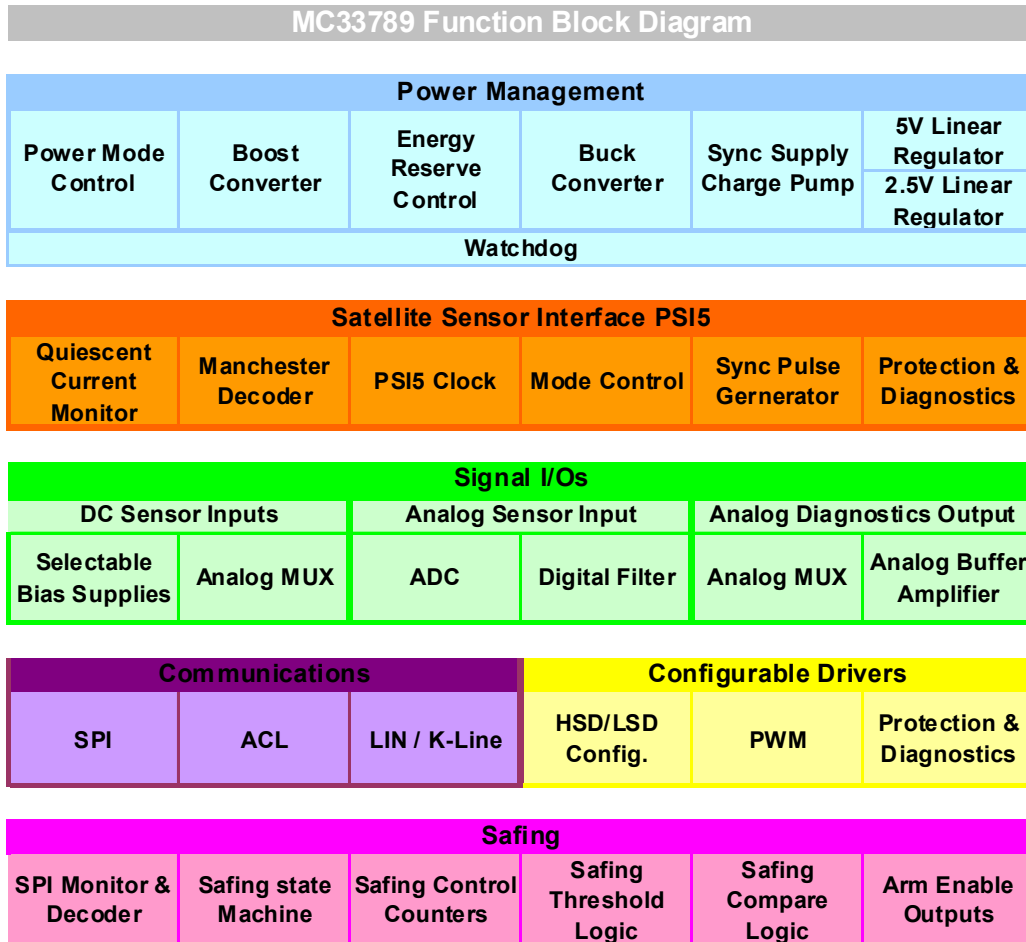 MC33789 Function Block Diagram
Power Management
Power Mode
Control
Boost
Converter
Energy
Reserve
Control
Buck
Converter
Sync Supply
Charge Pump
5V Linear
Regulator
2.5V Linear
Regulator
Watchdog
Satellite Sensor Interface PSI5
Quiescent
Current
Monitor
Manchester
Decoder
PSI5 Clock
Mode Control
Sync Pulse
Gernerator
Protection &
Diagnostics
Signal I/Os
DC Sensor Inputs
Analog Sensor Input
Analog Diagnostics Output
Selectable
Bias Supplies
Analog MUX
ADC
Digital Filter
Analog MUX
Analog Buffer
Amplifier
Communications
Configurable Drivers
SPI
ACL
LIN / K-Line
HSD/LSD
Config.
PWM
Protection &
Diagnostics
Safing
SPI Monitor &
Decoder
Safing state
Machine
Safing Control
Counters
Safing
Threshold
Logic
Safing
Compare
Logic
Arm Enable
Outputs